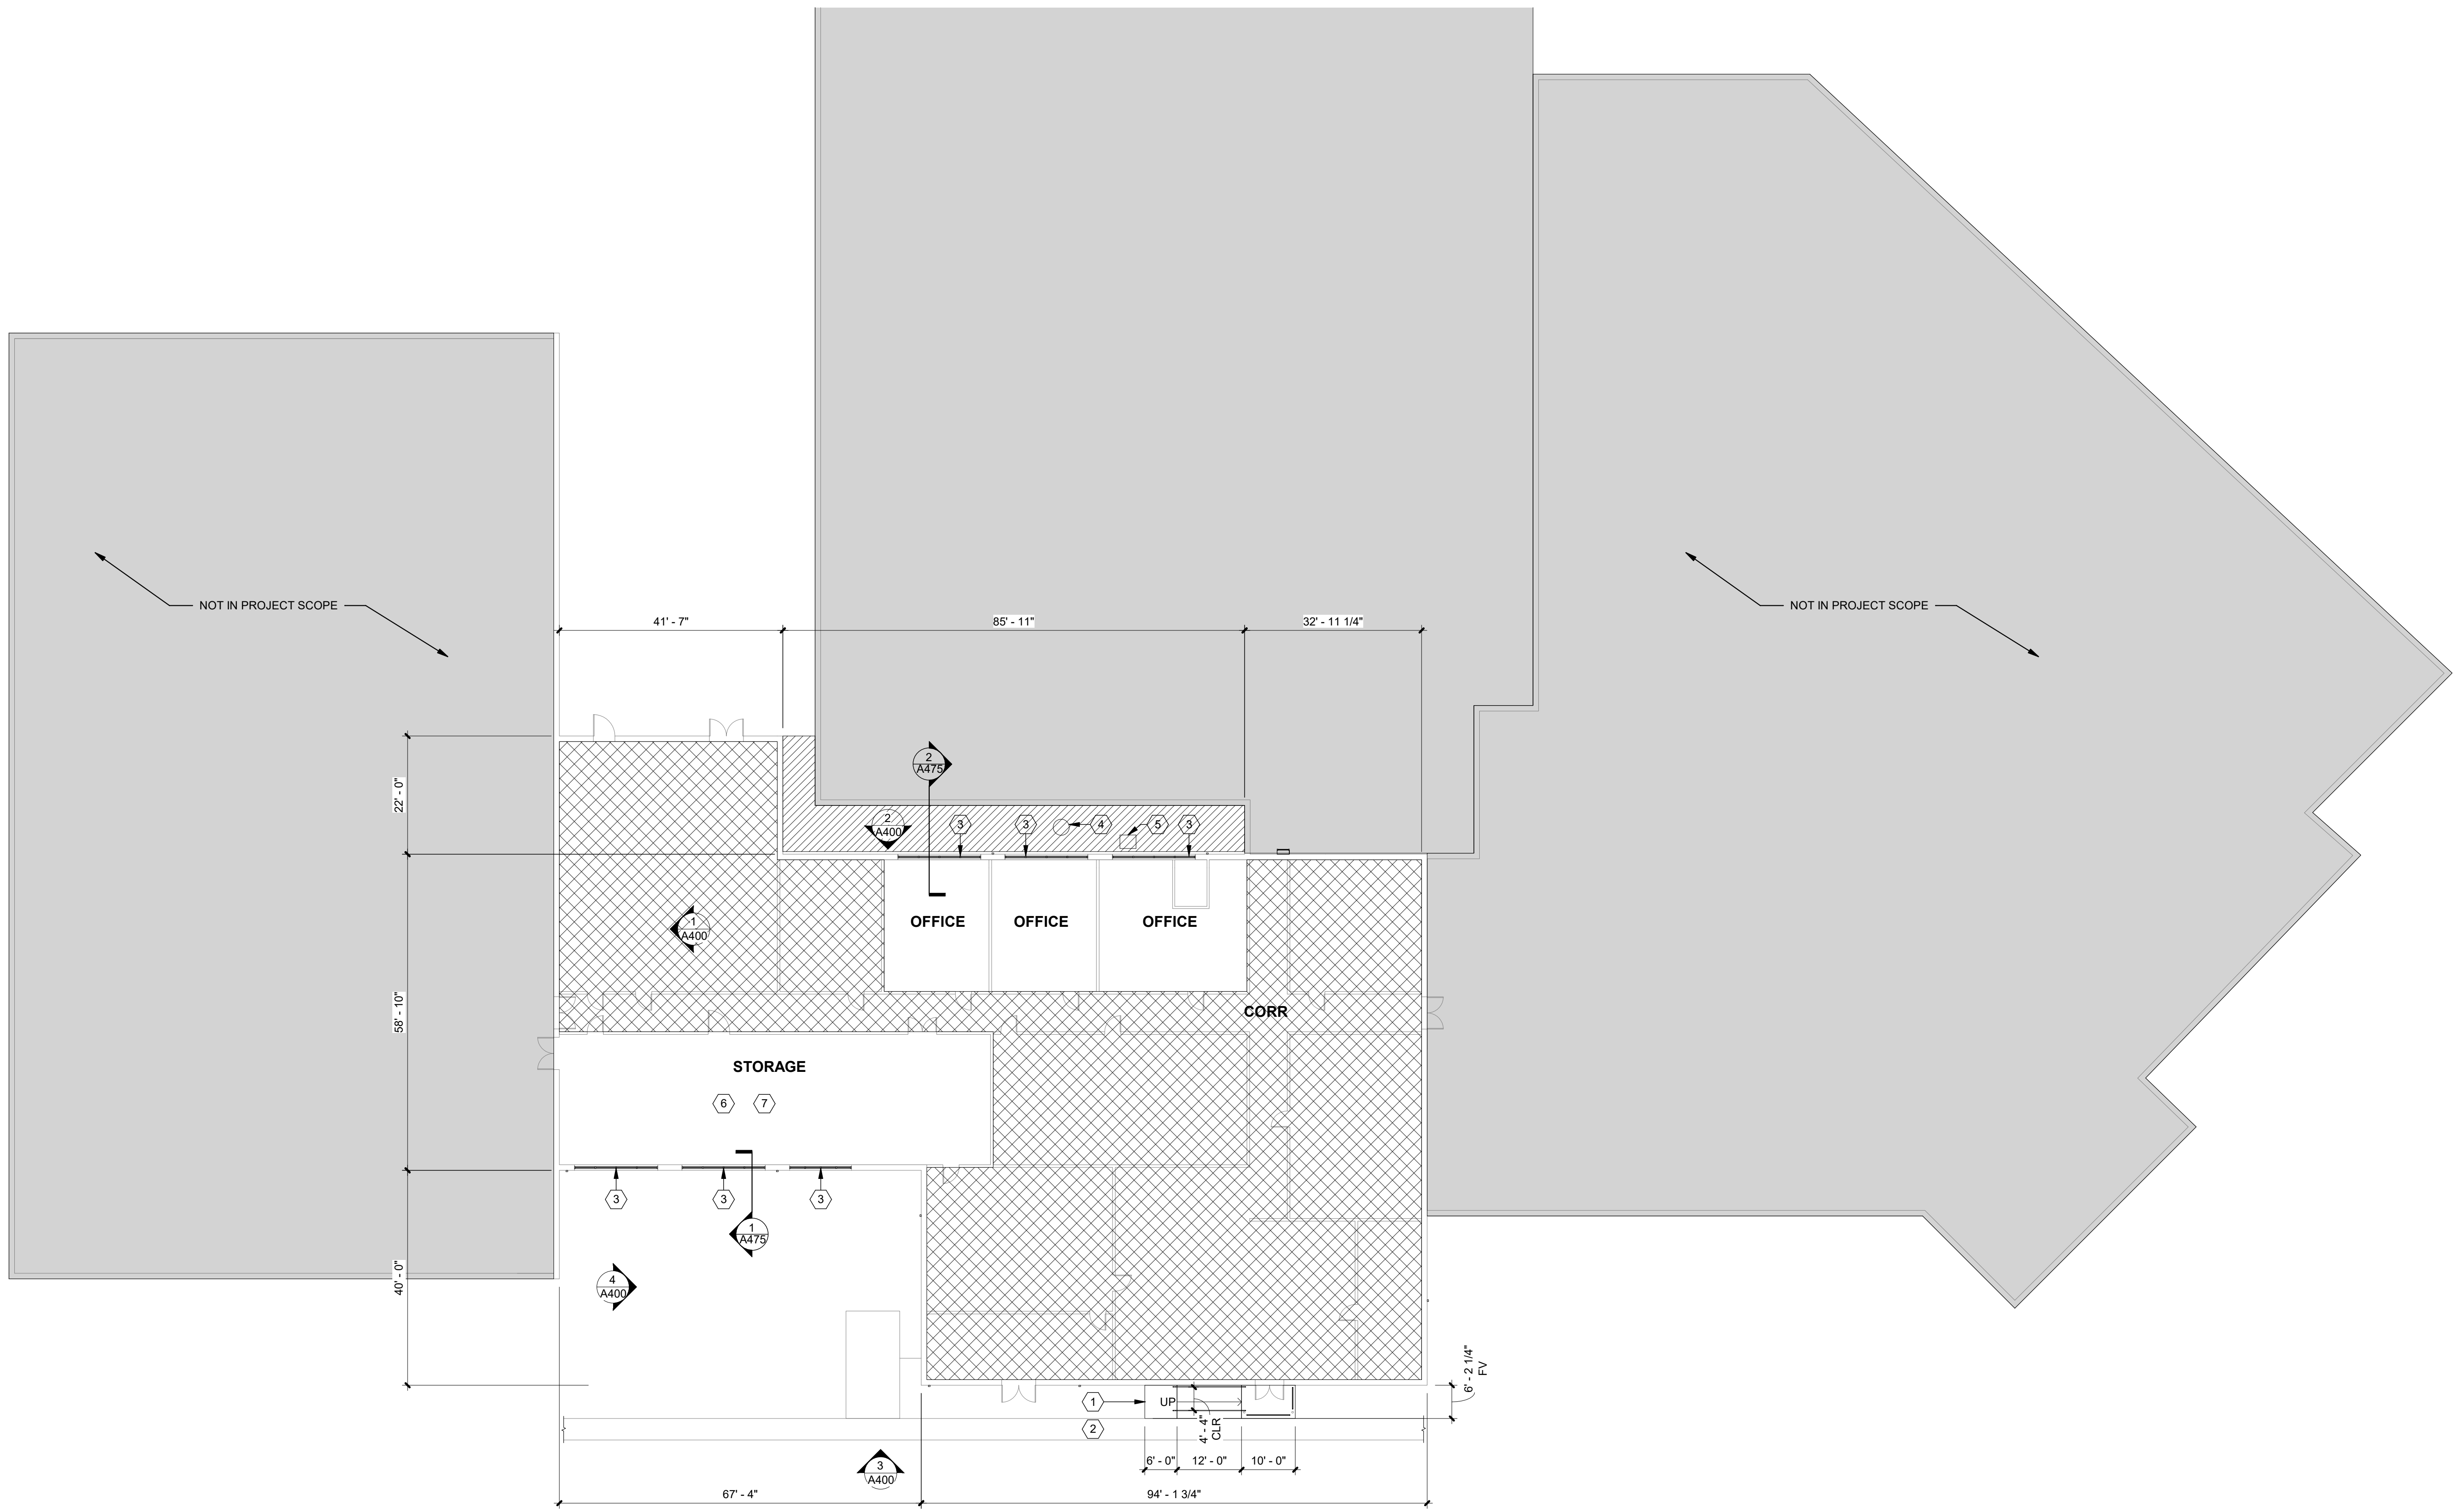 NOT IN PROJECT SCOPE
NOT IN PROJECT SCOPE
41' - 7"
85' - 11"
32' - 11 1/4"
2
A475
22' - 0"
2
A400
3
3
4
5
3
1
A400
OFFICE
OFFICE
OFFICE
58' - 10"
CORR
STORAGE
6
7
3
3
3
1
A475
4
A400
40' - 0"
6' - 2 1/4"
FV
1
UP
4' - 4"
CLR
2
3
A400
6' - 0"
12' - 0"
10' - 0"
67' - 4"
94' - 1 3/4"